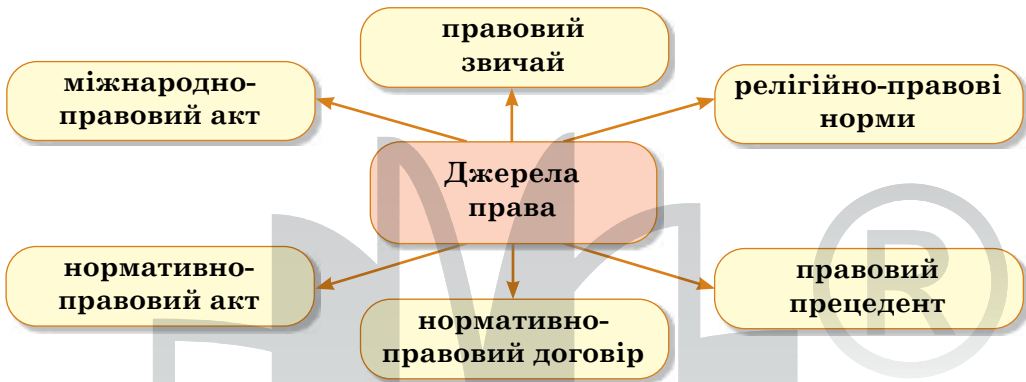 правовий
звичай
міжнародно-
правовий акт
релігійно-правові
норми
Джерела
права
нормативно-
правовий акт
правовий
прецедент
нормативно-
правовий договір
R